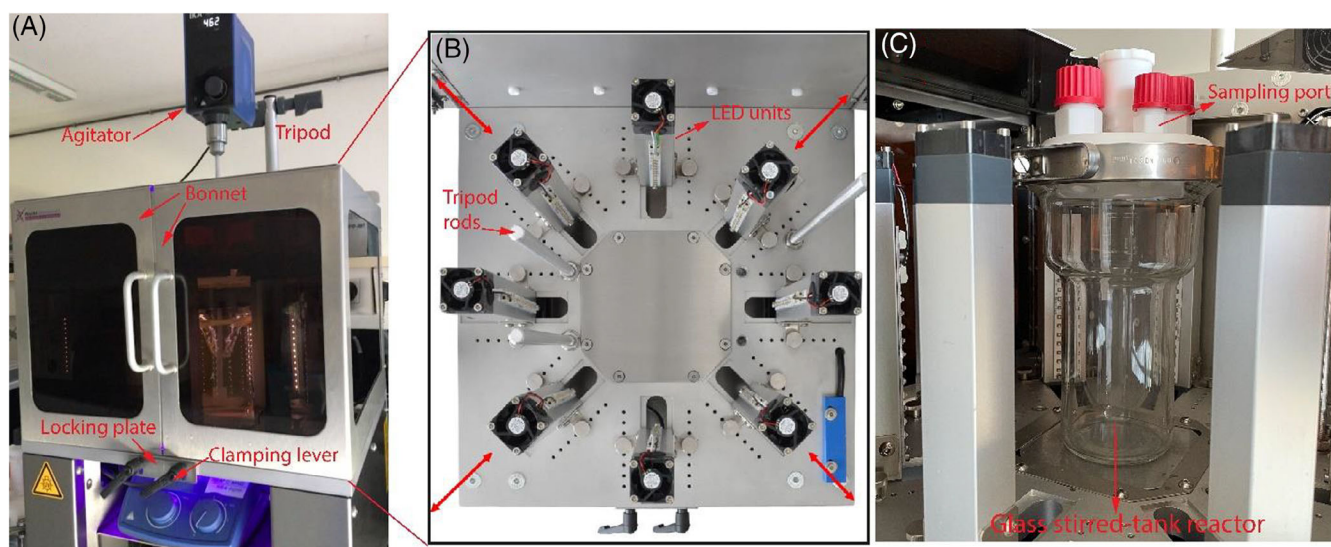 (A)
462
Agitator
Tripod
Bonnet
Locking plate
Clamping lever
(B)
LED units
Tripod
rods
(C)
Sampling port
Glass stirred-tank reactor